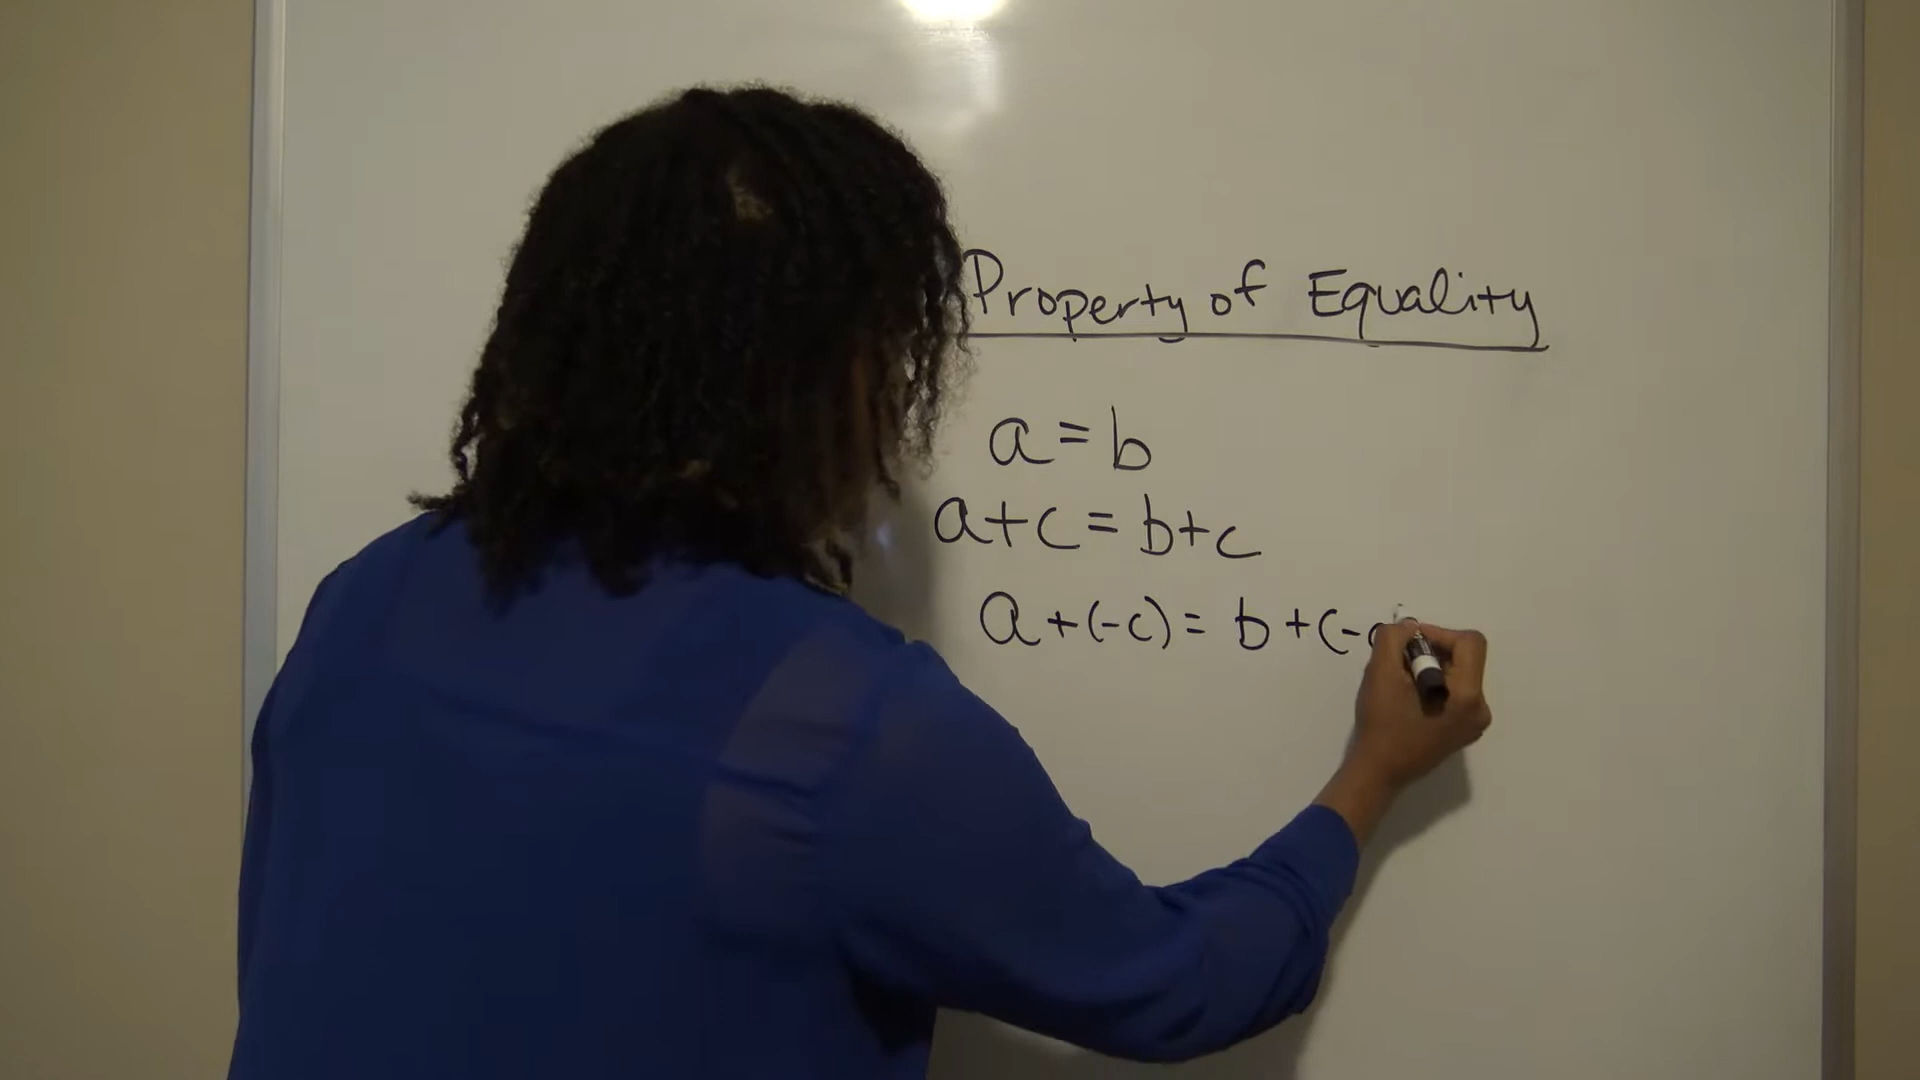 Property of Equality
a = b
a + c = b + c
a + (-c) = b + (-c